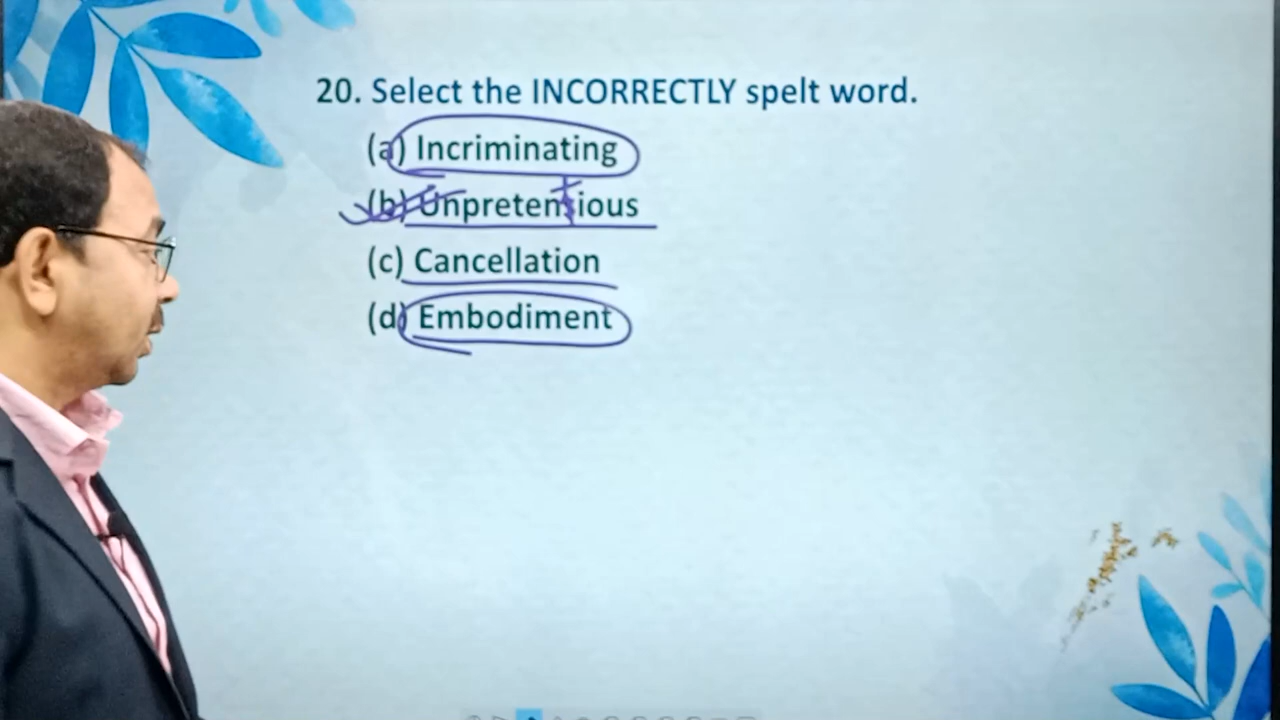 20. Select the INCORRECTLY spelt word.
(a) Incriminating
(b) Unpretensious
t
(c) Cancellation
(d) Embodiment